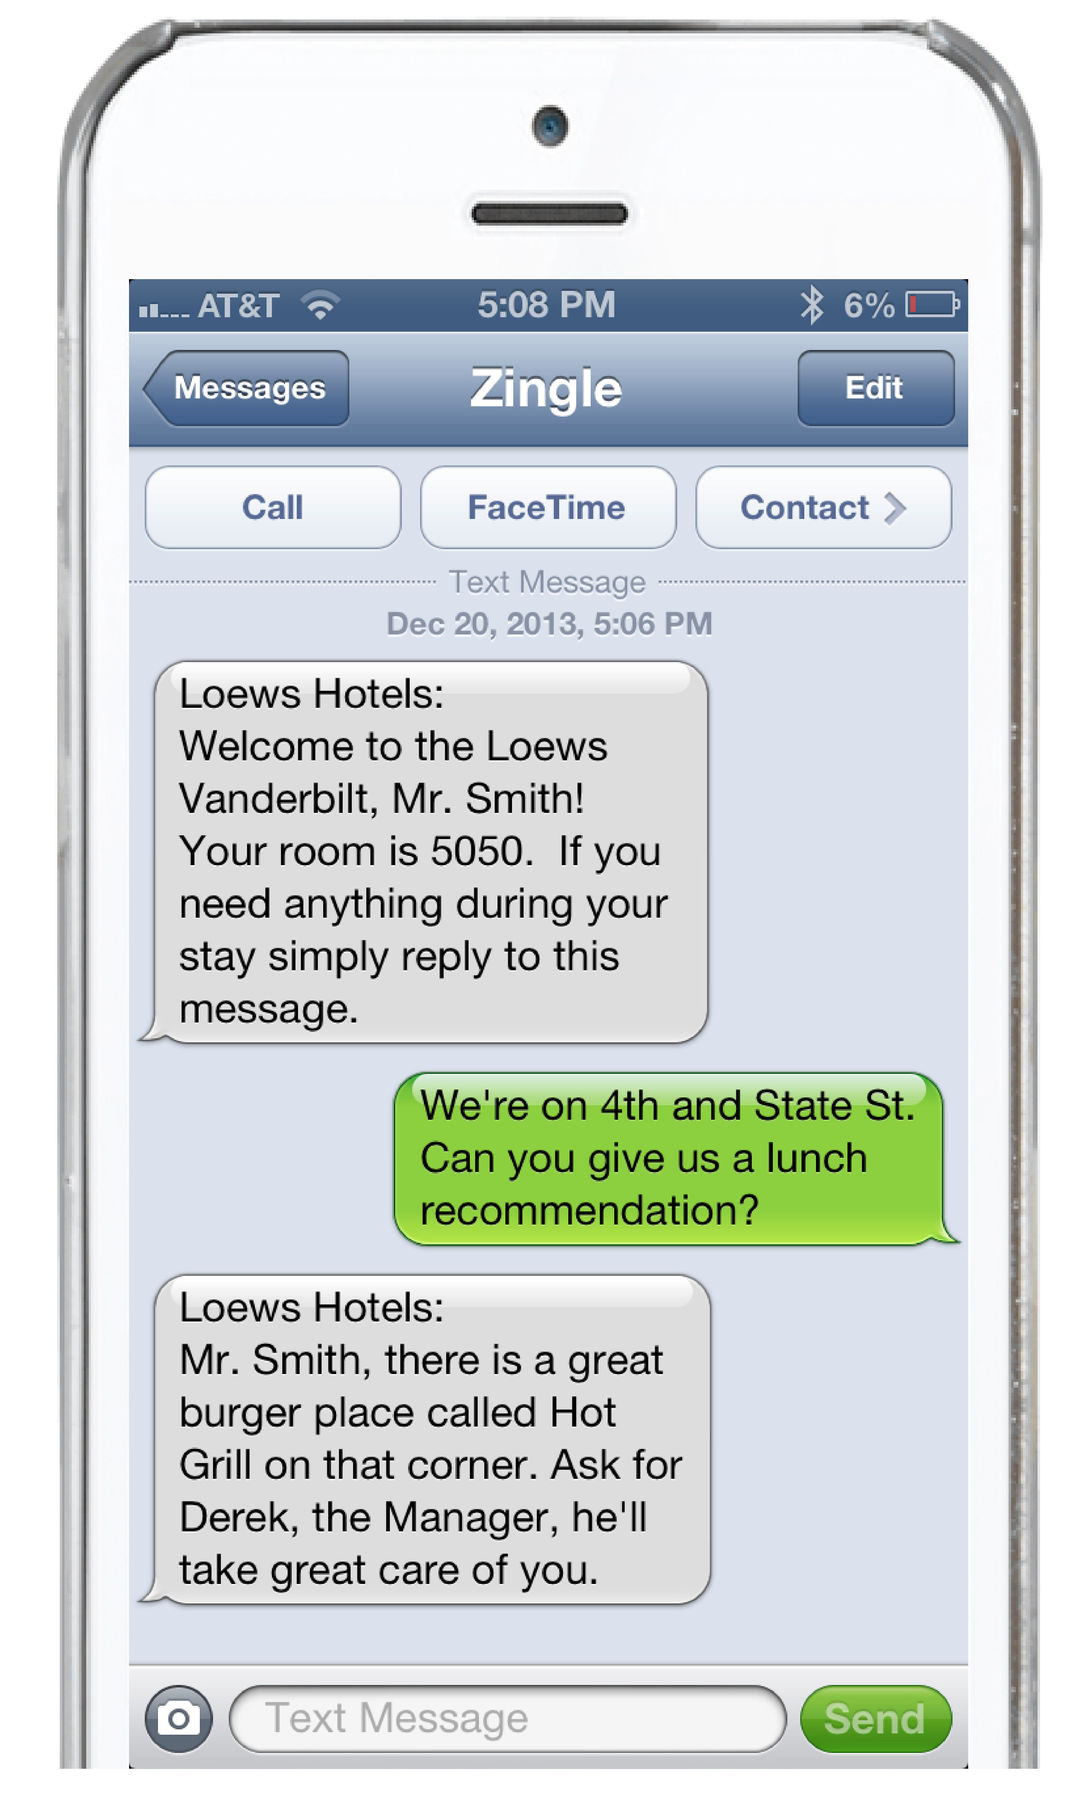 AT&T 5:08 PM 6%
Messages Zingle Edit
Call FaceTime Contact
Text Message
Dec 20, 2013, 5:06 PM
Loews Hotels:
Welcome to the Loews
Vanderbilt, Mr. Smith!
Your room is 5050.  If you
need anything during your
stay simply reply to this
message.
We're on 4th and State St.
Can you give us a lunch
recommendation?
Loews Hotels:
Mr. Smith, there is a great
burger place called Hot
Grill on that corner. Ask for
Derek, the Manager, he'll
take great care of you.
Text Message Send